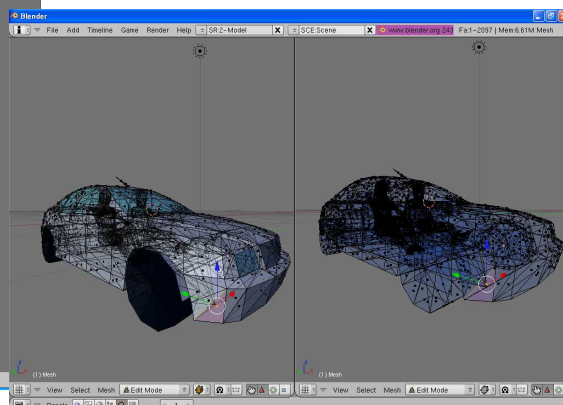 Blender
File Add Timeline Game Render Help SR:2-Model X SCE:Scene X www.blender.org 243 Fa:1-2097 | Mem:6.61M Mesh
(1) Mesh
(1) Mesh
View Select Mesh Edit Mode
View Select Mesh Edit Mode
Panels